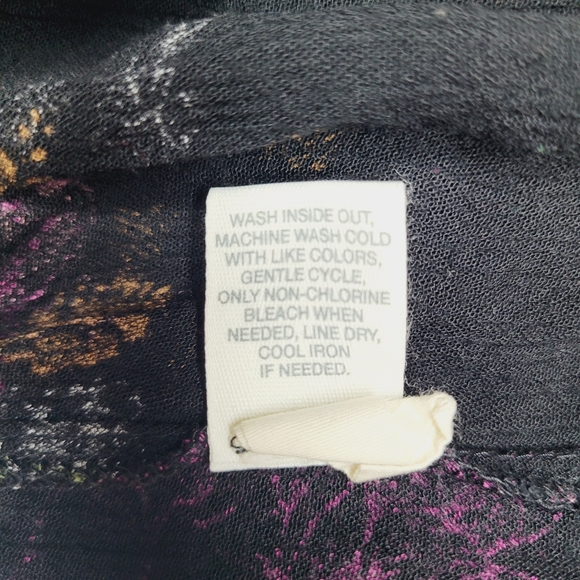 WASH INSIDE OUT,
MACHINE WASH COLD
WITH LIKE COLORS,
GENTLE CYCLE,
ONLY NON-CHLORINE
BLEACH WHEN
NEEDED, LINE DRY,
COOL IRON
IF NEEDED.